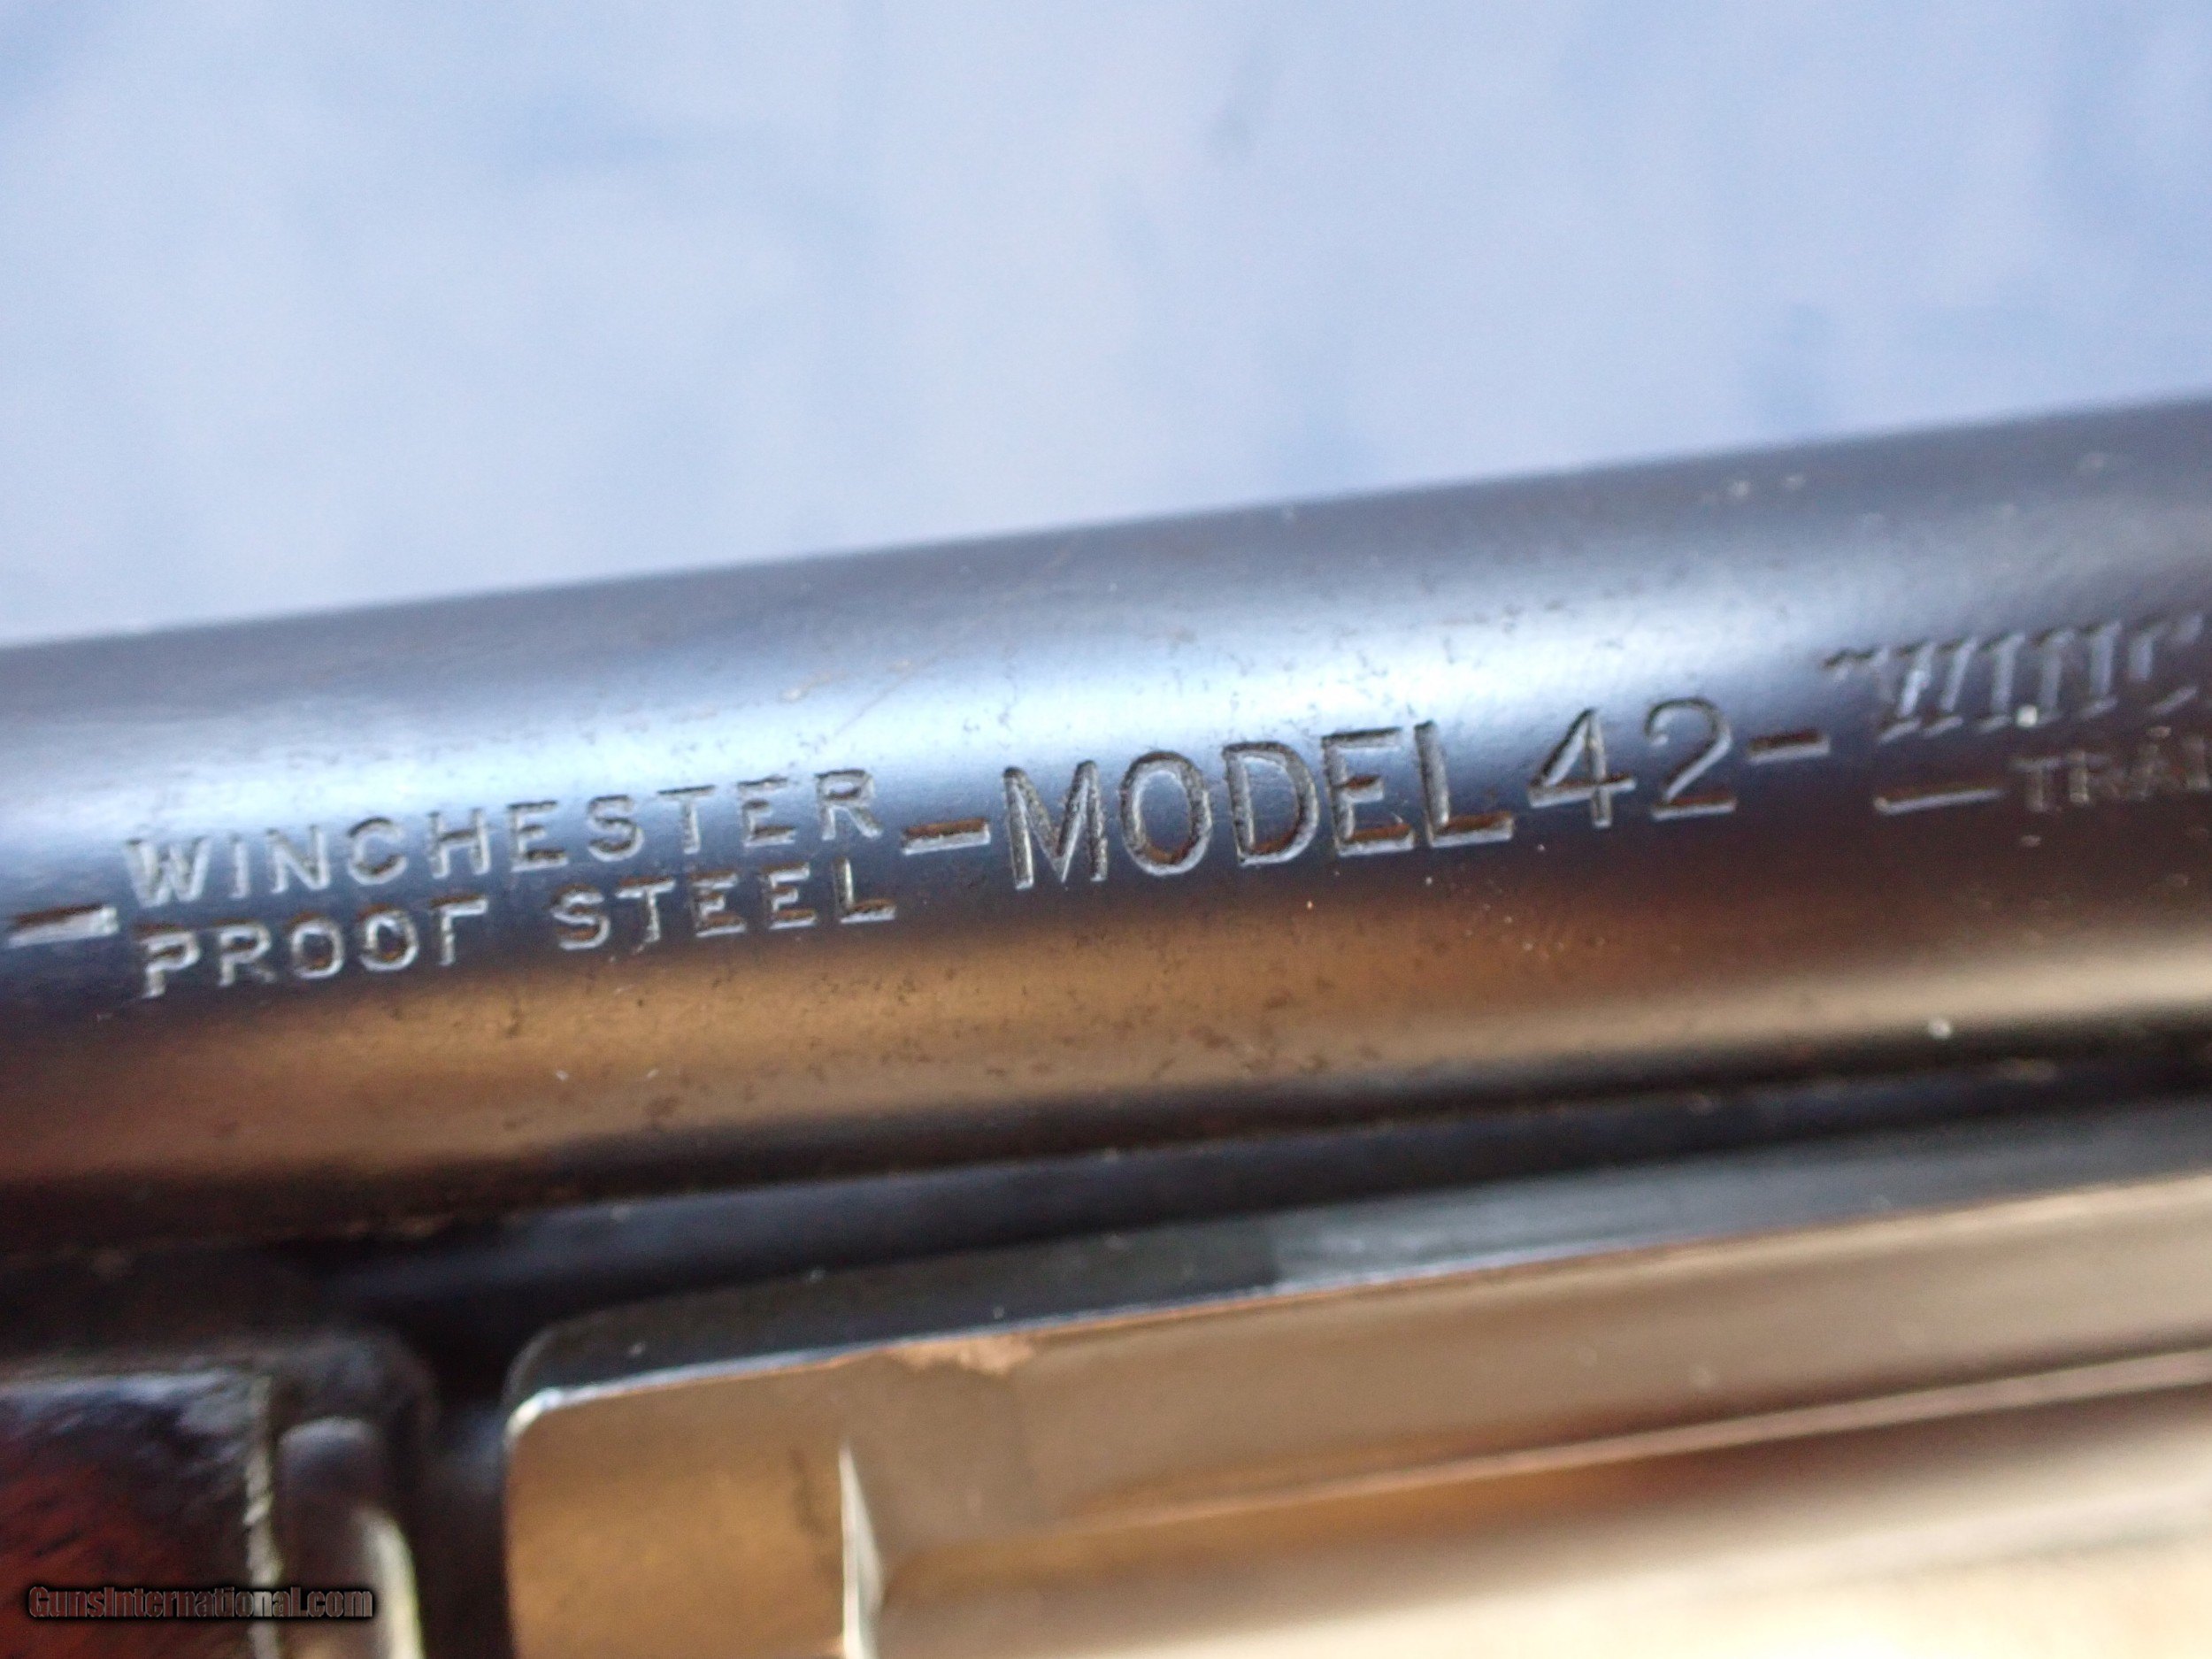 -WINCHESTER
PROOF STEEL-MODEL 42-
GunsInternational.com